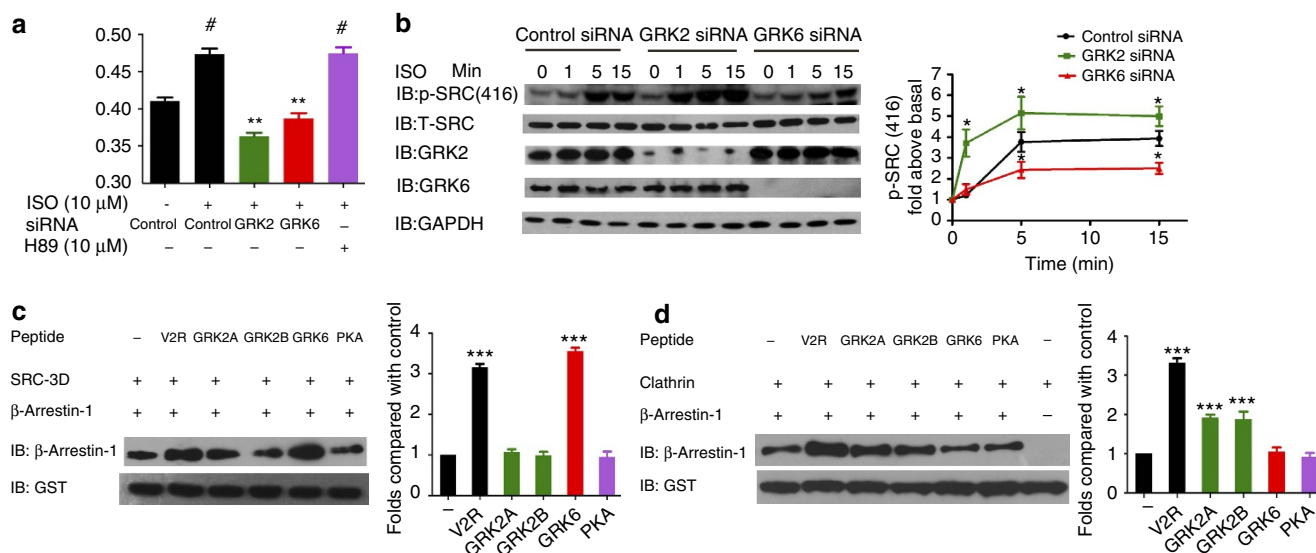 a
0.50
0.45
0.40
0.30
# # ** **
ISO (10 μM) - + + + +
siRNA Control Control GRK2 GRK6 –
H89 (10 μM) – – – – +
b
Control siRNA GRK2 siRNA GRK6 siRNA
ISO Min 0 1 5 15 0 1 5 15 0 1 5 15
IB:p-SRC(416)
IB:T-SRC
IB:GRK2
IB:GRK6
IB:GAPDH
Control siRNA
GRK2 siRNA
GRK6 siRNA
p-SRC (416)
fold above basal
7
6
5
4
3
2
1
0
* * * * *
0 5 10 15
Time (min)
c
Peptide – V2R GRK2A GRK2B GRK6 PKA
SRC-3D + + + + + +
β-Arrestin-1 + + + + + +
IB: β-Arrestin-1
IB: GST
Folds compared with control
4
3
2
1
0
*** ***
– V2R GRK2A GRK2B GRK6 PKA
d
Peptide – V2R GRK2A GRK2B GRK6 PKA –
Clathrin + + + + + + +
β-Arrestin-1 + + + + + + –
IB: β-Arrestin-1
IB: GST
Folds compared with control
4
3
2
1
0
*** *** ***
– V2R GRK2A GRK2B GRK6 PKA